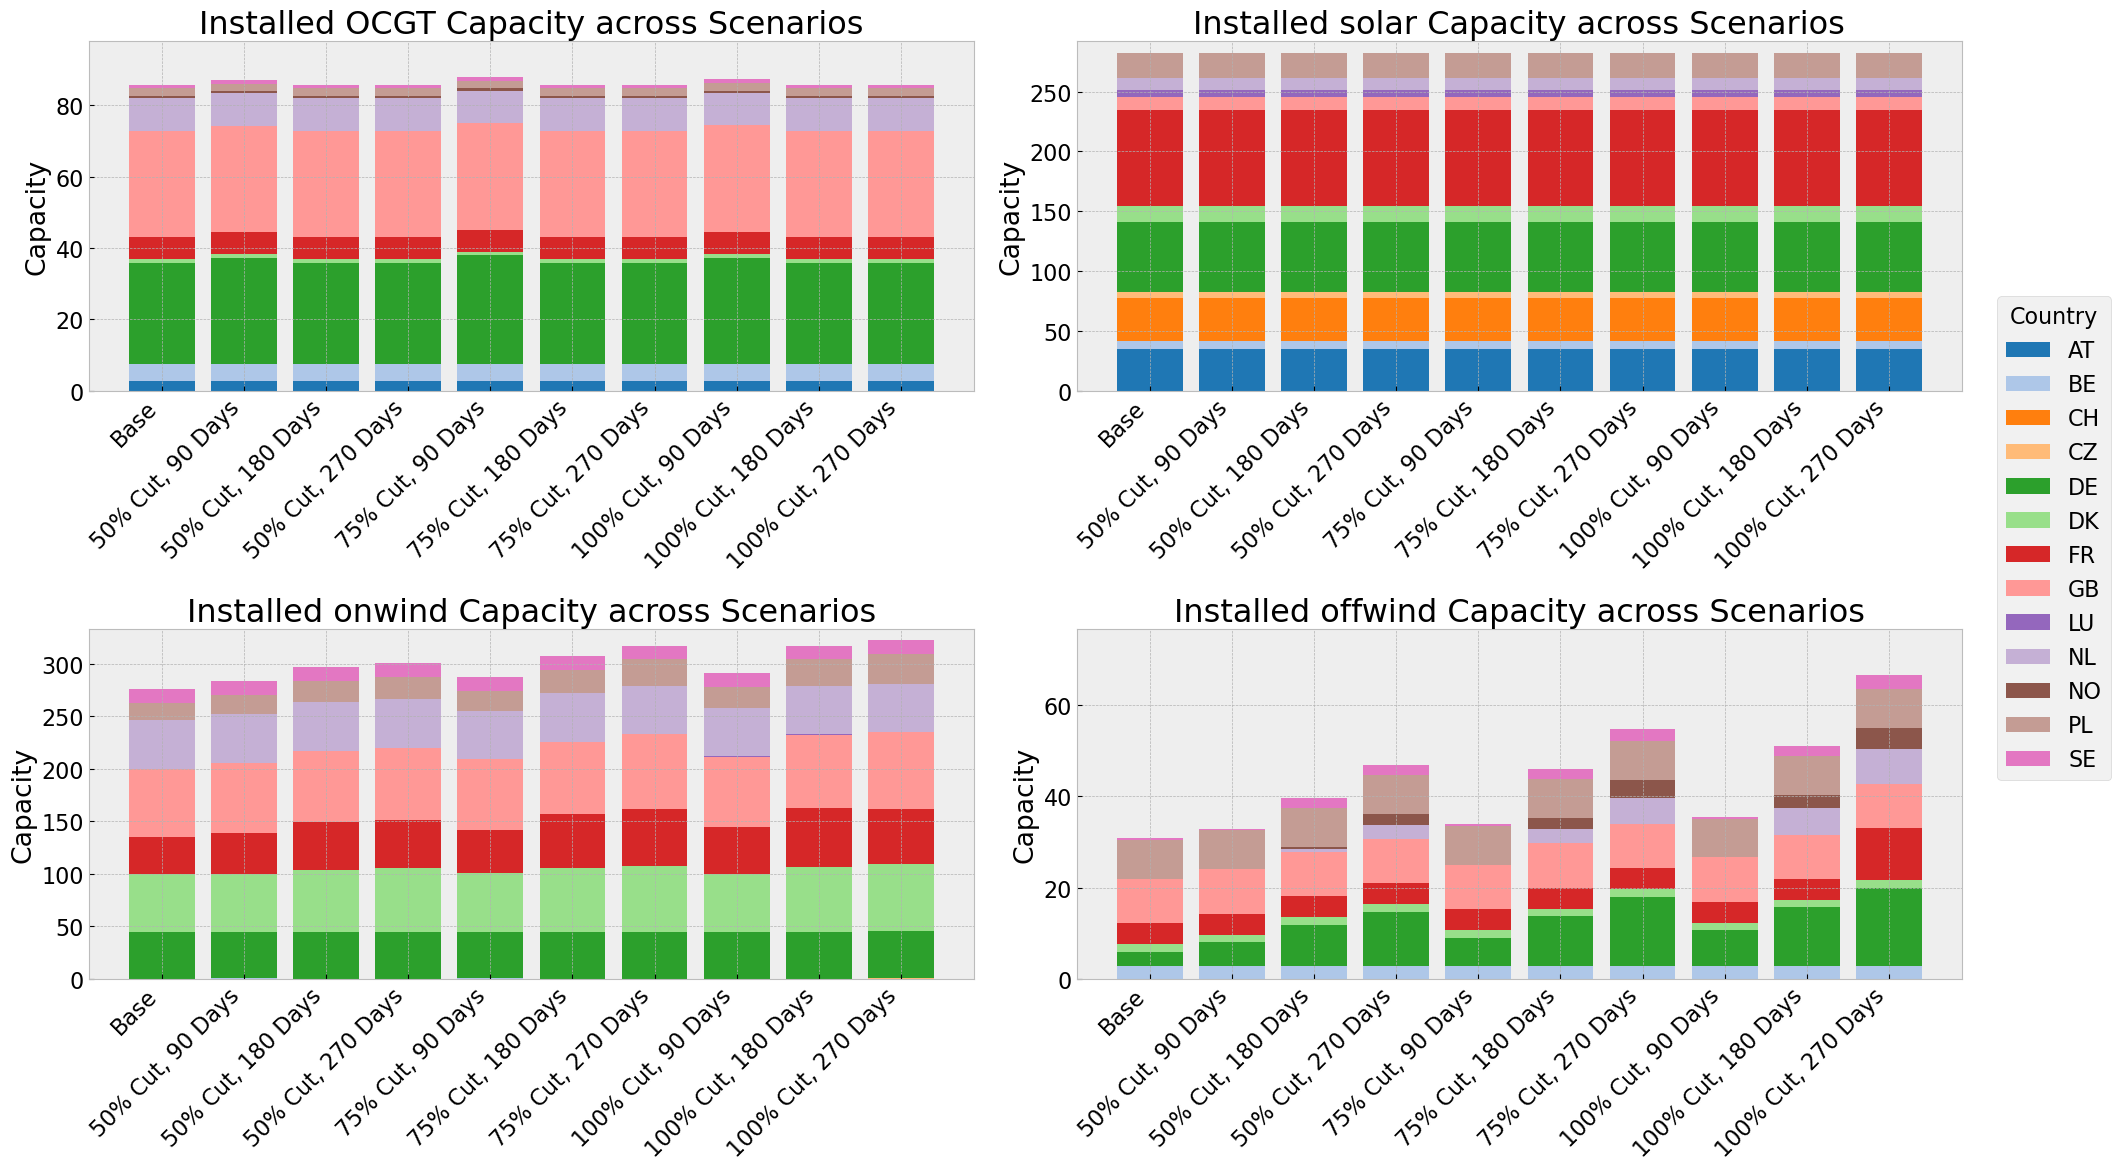 Installed OCGT Capacity across Scenarios
Capacity
80
60
40
20
0
Base
50% Cut, 90 Days
50% Cut, 180 Days
50% Cut, 270 Days
75% Cut, 90 Days
75% Cut, 180 Days
75% Cut, 270 Days
100% Cut, 90 Days
100% Cut, 180 Days
100% Cut, 270 Days
Installed solar Capacity across Scenarios
Capacity
250
200
150
100
50
0
Base
50% Cut, 90 Days
50% Cut, 180 Days
50% Cut, 270 Days
75% Cut, 90 Days
75% Cut, 180 Days
75% Cut, 270 Days
100% Cut, 90 Days
100% Cut, 180 Days
100% Cut, 270 Days
Installed onwind Capacity across Scenarios
Capacity
300
250
200
150
100
50
0
Base
50% Cut, 90 Days
50% Cut, 180 Days
50% Cut, 270 Days
75% Cut, 90 Days
75% Cut, 180 Days
75% Cut, 270 Days
100% Cut, 90 Days
100% Cut, 180 Days
100% Cut, 270 Days
Installed offwind Capacity across Scenarios
Capacity
60
40
20
0
Base
50% Cut, 90 Days
50% Cut, 180 Days
50% Cut, 270 Days
75% Cut, 90 Days
75% Cut, 180 Days
75% Cut, 270 Days
100% Cut, 90 Days
100% Cut, 180 Days
100% Cut, 270 Days
Country
AT
BE
CH
CZ
DE
DK
FR
GB
LU
NL
NO
PL
SE